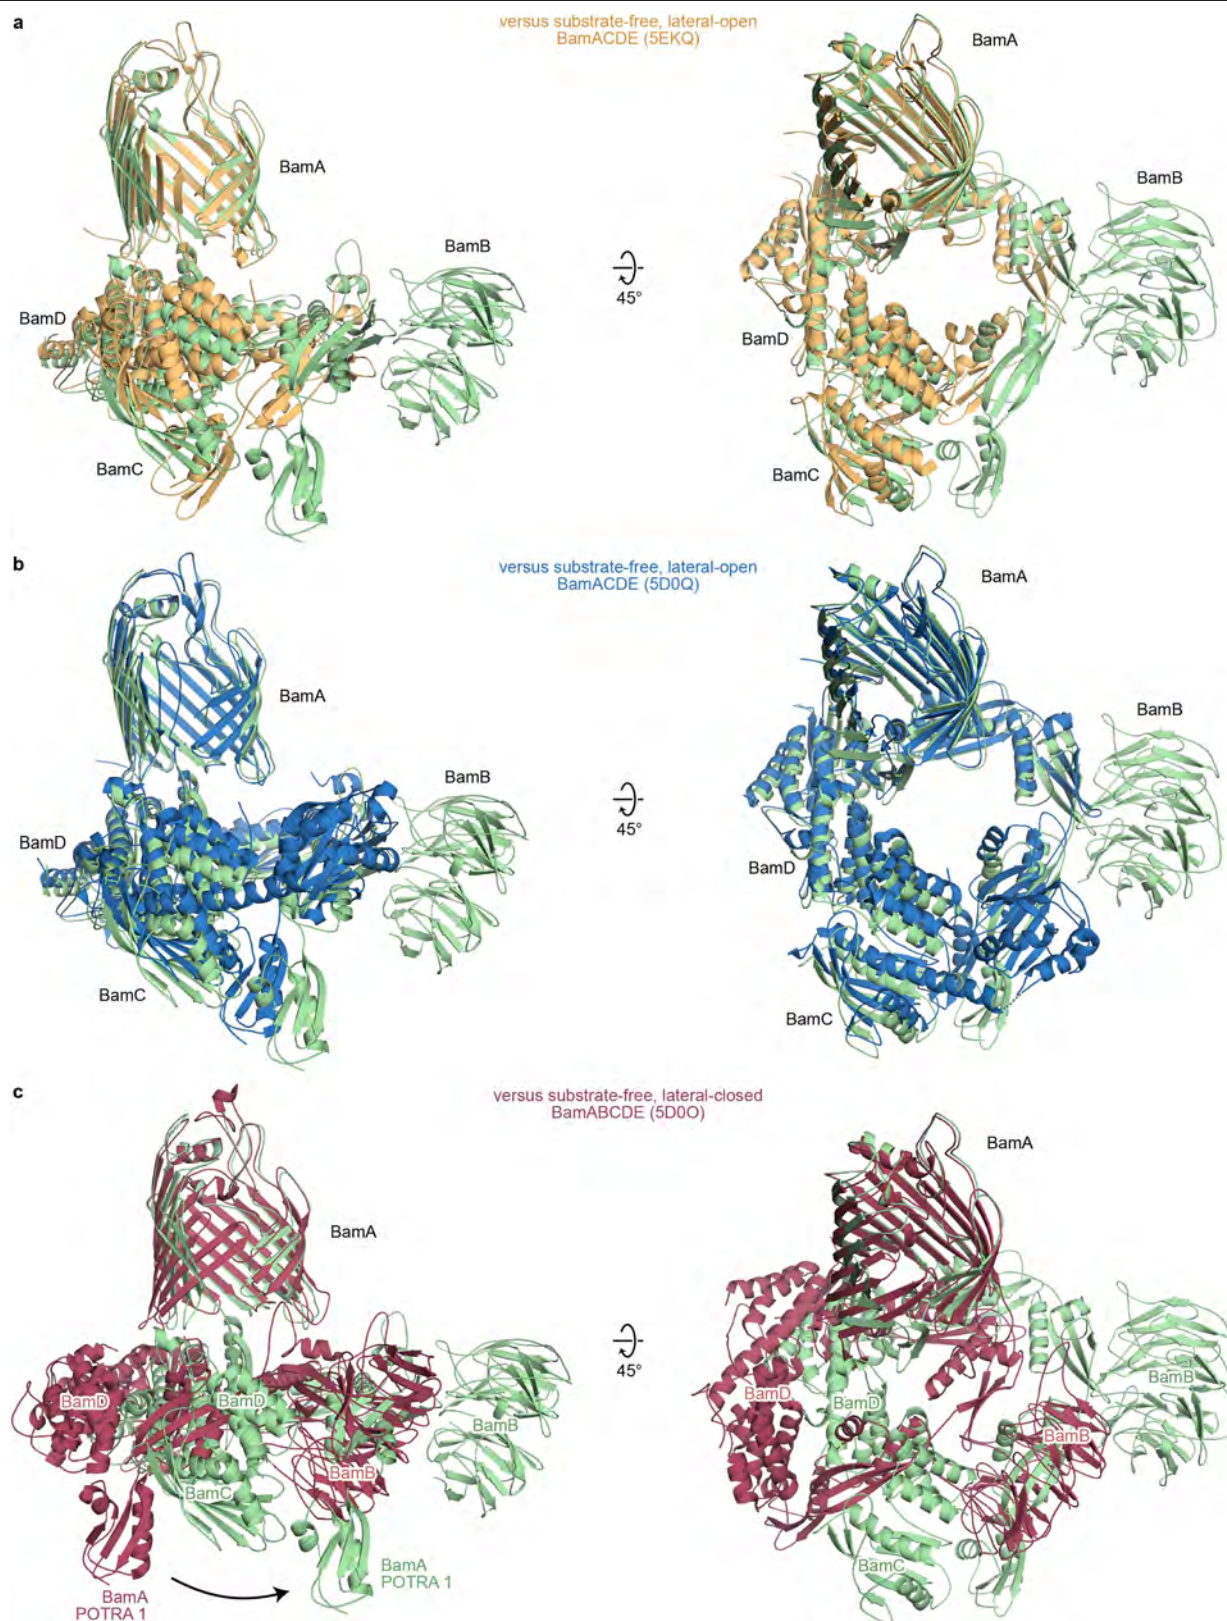 a
versus substrate-free, lateral-open
BamACDE (5EKQ)
BamA
BamB
BamD
BamC
45°
BamA
BamB
BamD
BamC
b
versus substrate-free, lateral-open
BamACDE (5D0Q)
BamA
BamB
BamD
BamC
45°
BamA
BamB
BamD
BamC
c
versus substrate-free, lateral-closed
BamABCDE (5D0O)
BamA
BamD
BamD
BamB
BamB
BamC
BamA
POTRA 1
BamA
POTRA 1
45°
BamA
BamB
BamD
BamD
BamB
BamC